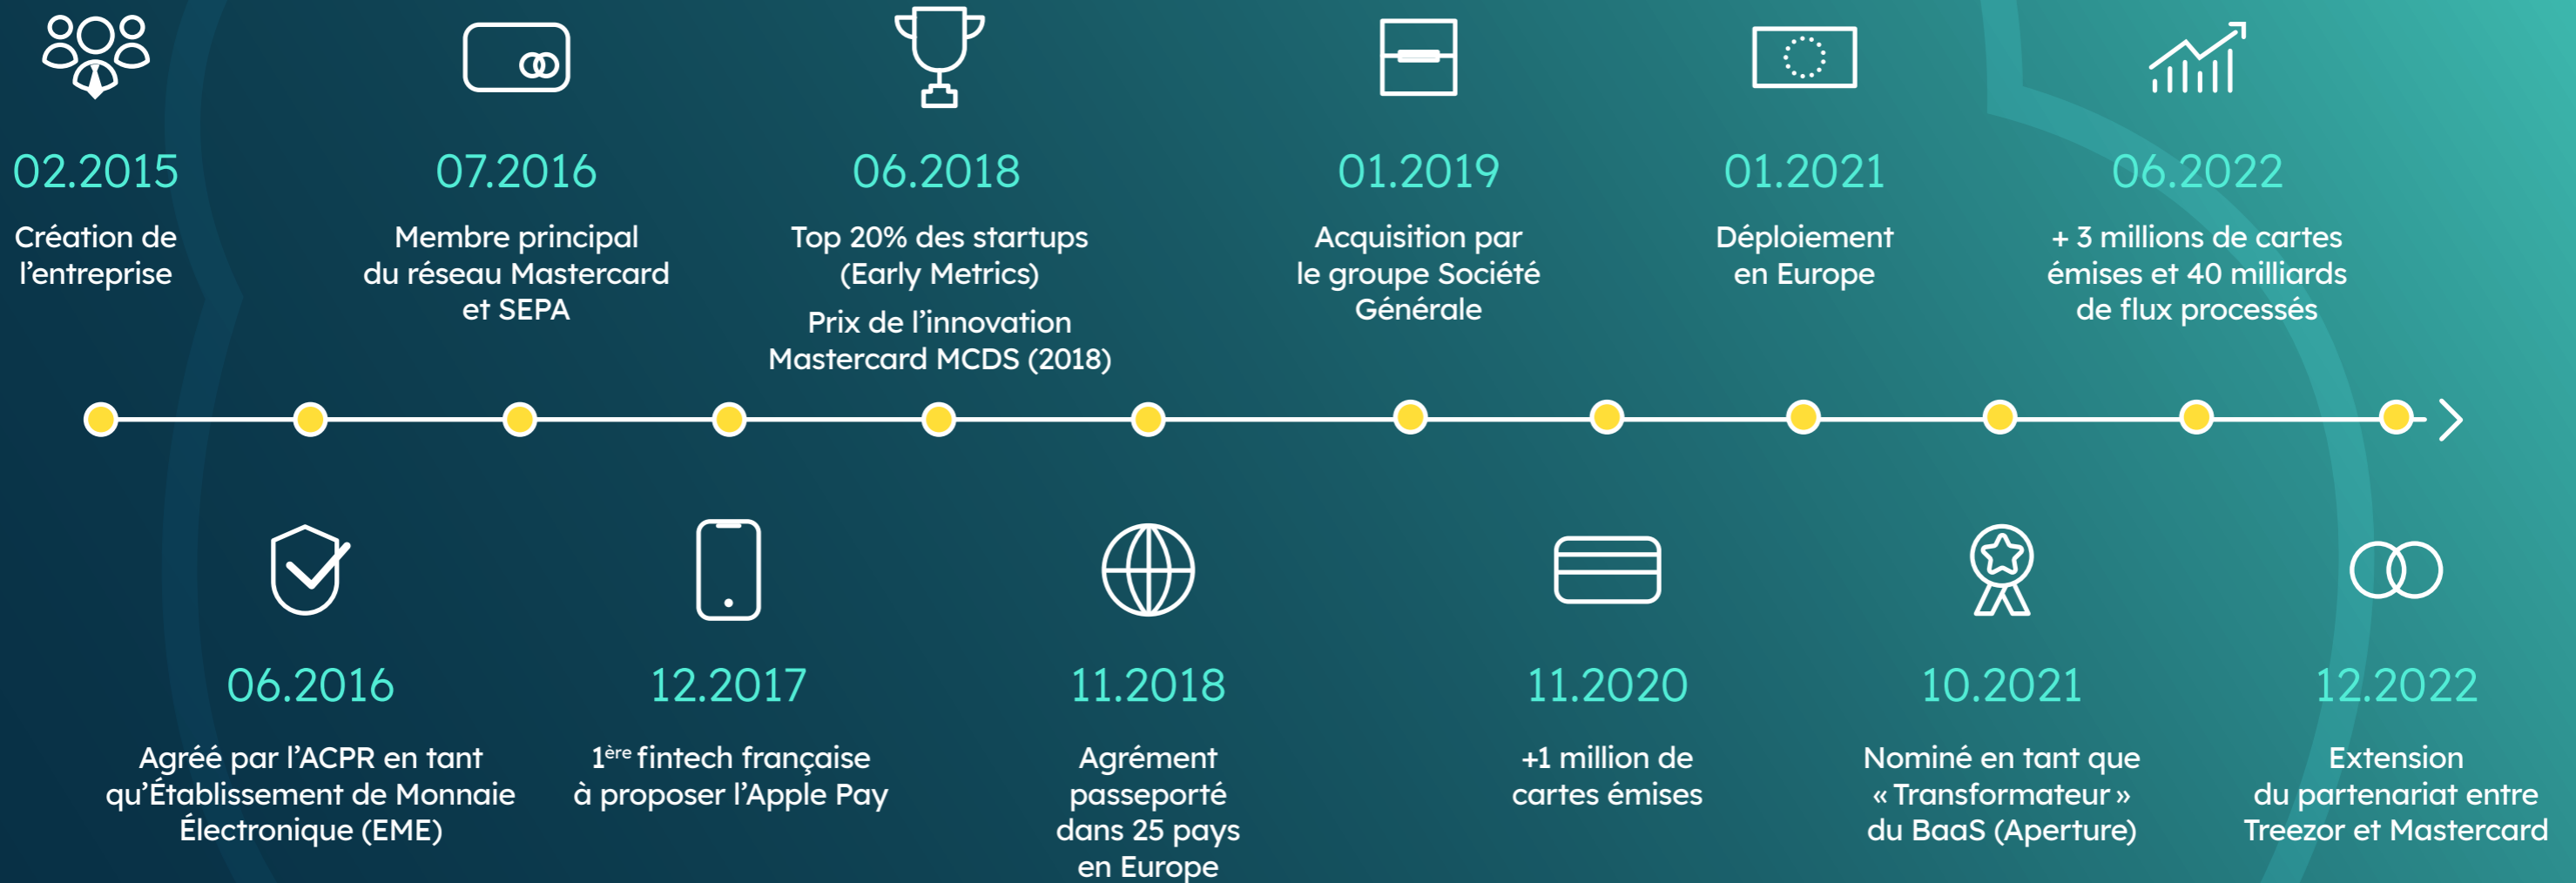 02.2015
Création de
l’entreprise
07.2016
Membre principal
du réseau Mastercard
et SEPA
06.2018
Top 20% des startups
(Early Metrics)
Prix de l’innovation
Mastercard MCDS (2018)
01.2019
Acquisition par
le groupe Société
Générale
01.2021
Déploiement
en Europe
06.2022
+ 3 millions de cartes
émises et 40 milliards
de flux processés
06.2016
Agréé par l’ACPR en tant
qu’Établissement de Monnaie
Électronique (EME)
12.2017
1ère fintech française
à proposer l’Apple Pay
11.2018
Agrément
passeporté
dans 25 pays
en Europe
11.2020
+1 million de
cartes émises
10.2021
Nominé en tant que
« Transformateur »
du BaaS (Aperture)
12.2022
Extension
du partenariat entre
Treezor et Mastercard